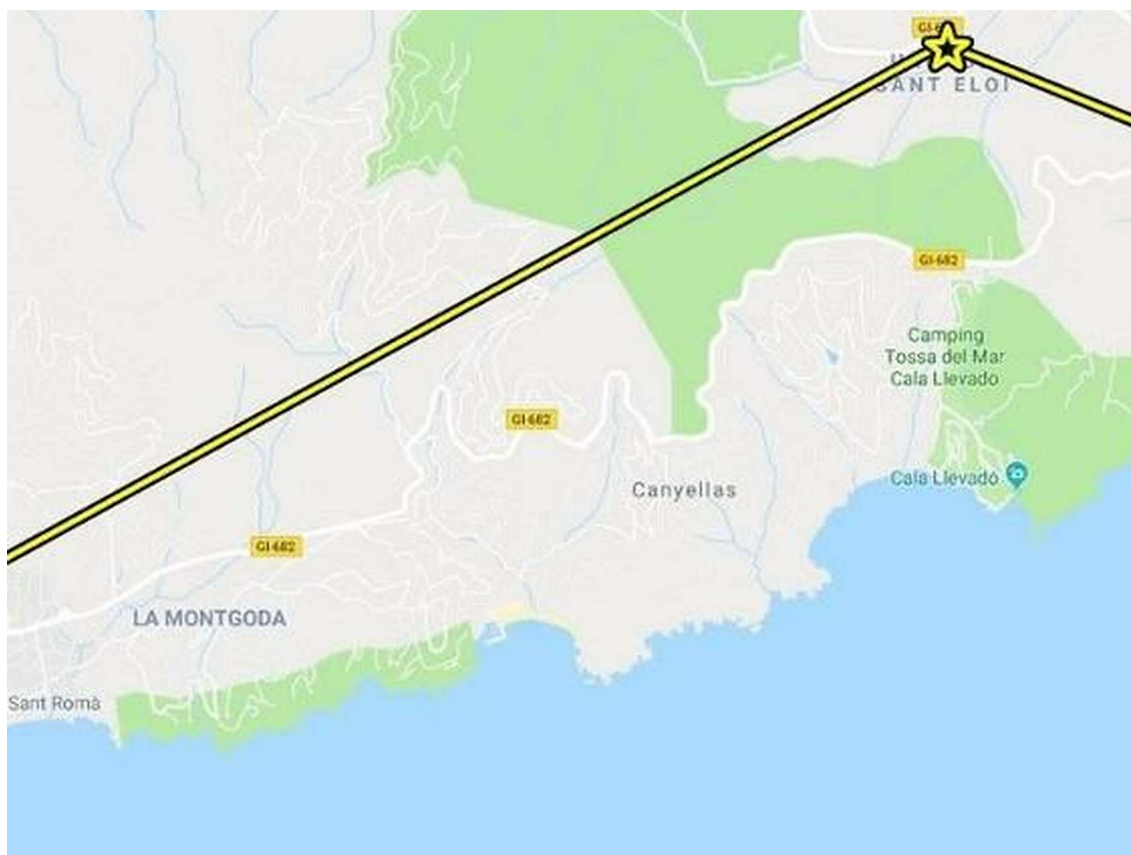 SANT ELOI
GI-682
Camping
Tossa del Mar
Cala Llevado
GI-682
Canyellas
Cala Llevadó
GI-682
LA MONTGODA
Sant Romà